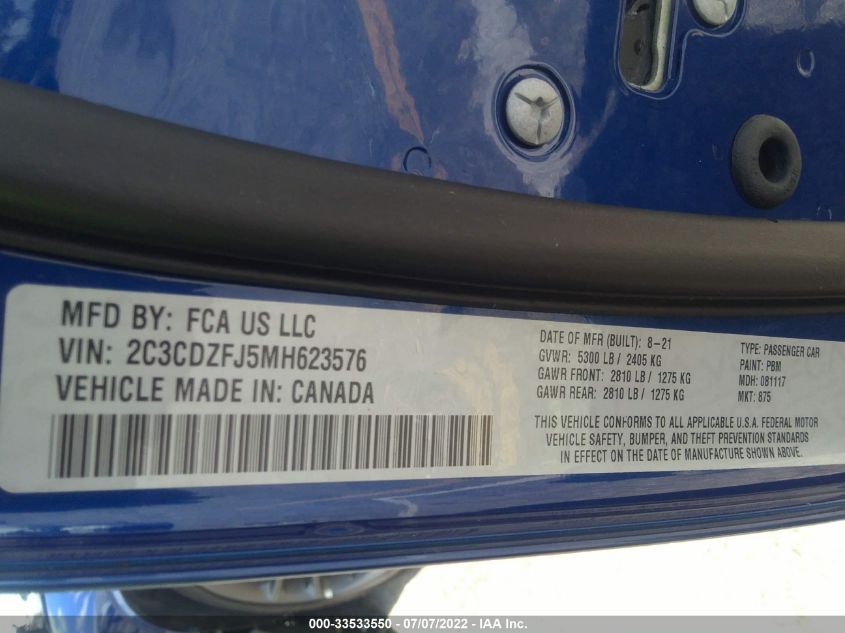 MFD BY: FCA US LLC
VIN: 2C3CDZFJ5MH623576
VEHICLE MADE IN: CANADA
DATE OF MFR (BUILT): 8-21
GVWR: 5300 LB / 2405 KG
GAWR FRONT: 2810 LB / 1275 KG
GAWR REAR: 2810 LB / 1275 KG
TYPE: PASSENGER CAR
PAINT: PBM
MDH: 081117
MKT: 875
THIS VEHICLE CONFORMS TO ALL APPLICABLE U.S.A. FEDERAL MOTOR
VEHICLE SAFETY, BUMPER, AND THEFT PREVENTION STANDARDS
IN EFFECT ON THE DATE OF MANUFACTURE SHOWN ABOVE.
000-33533550 - 07/07/2022 - IAA Inc.